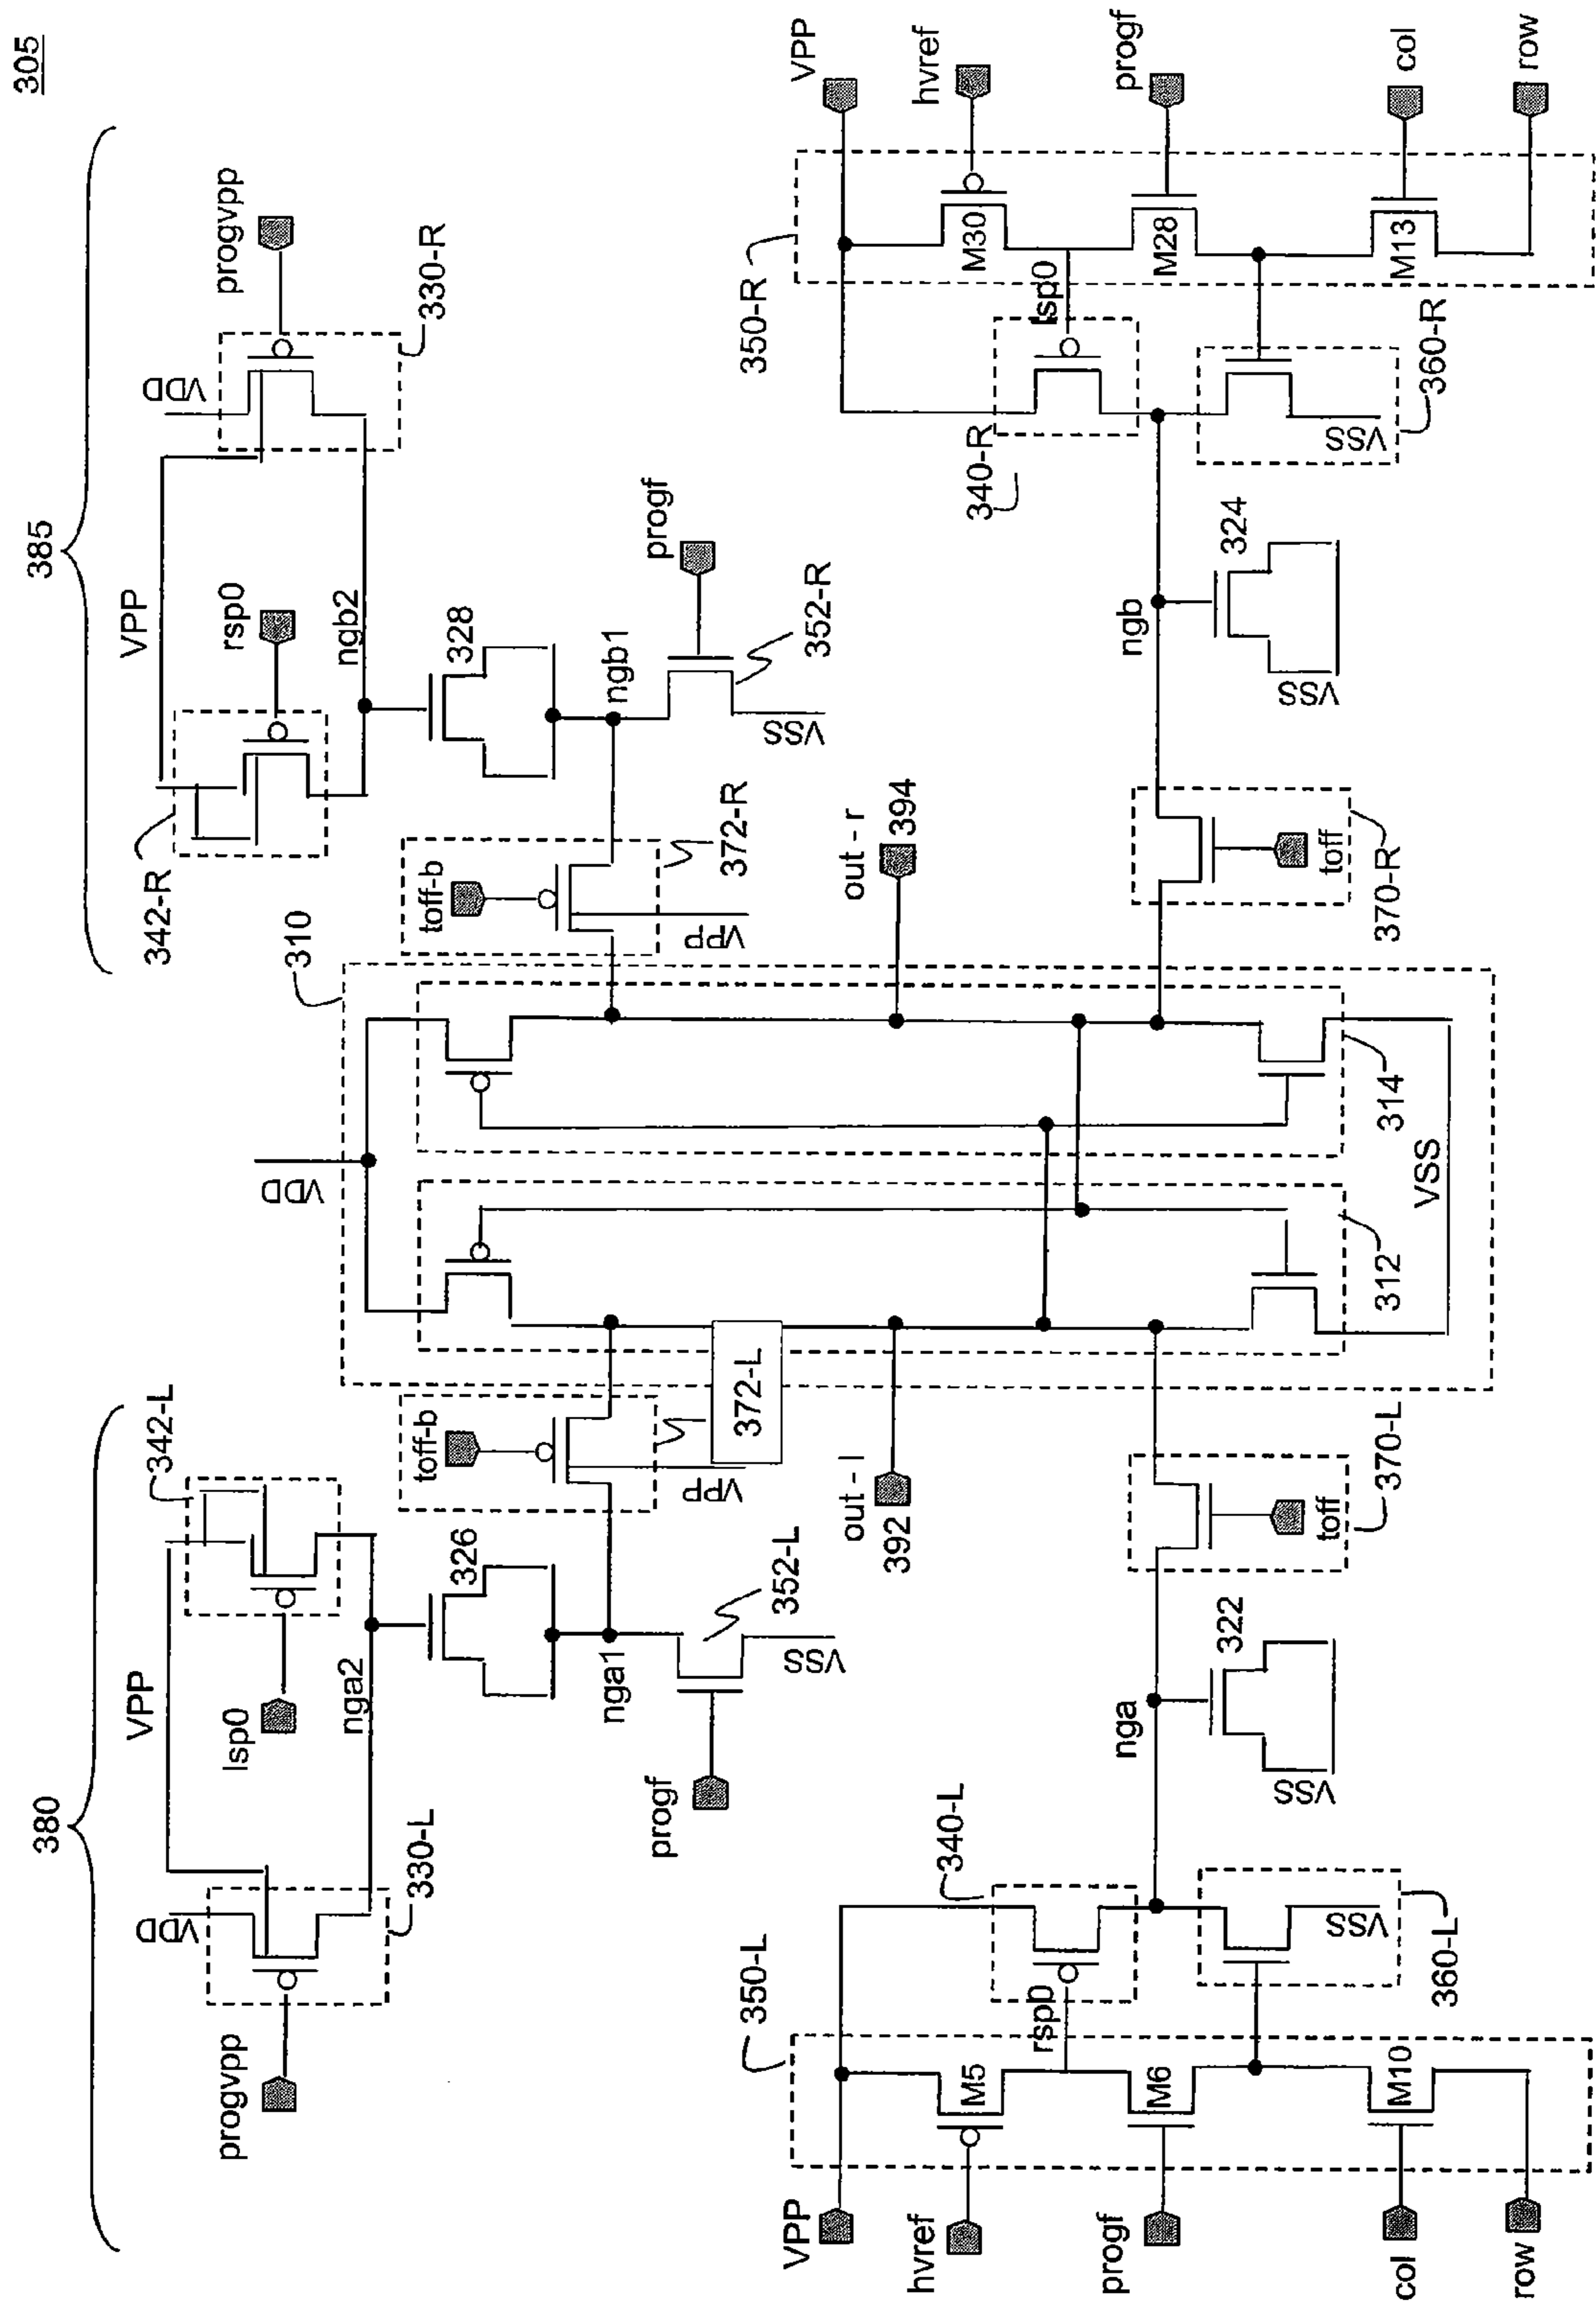 305
380
385
VPP
342-L
342-R
VPP
progvpp
VDD
lsp0
rsp0
VDD
progvpp
330-L
nga2
ngb2
330-R
326
328
310
VDD
toff-b
toff-b
nga1
ngb1
progf
progf
352-L
VSS
VPP
372-L
372-R
VPP
VSS
352-R
out - l
392
out - r
394
VPP
350-L
340-L
350-R
340-R
VPP
hvref
M5
rsp0
lsp0
M30
hvref
progf
M6
nga
ngb
M28
progf
322
324
VSS
VSS
VSS
360-L
VSS
360-R
toff
370-L
toff
370-R
312
314
VSS
col
M10
M13
col
row
row